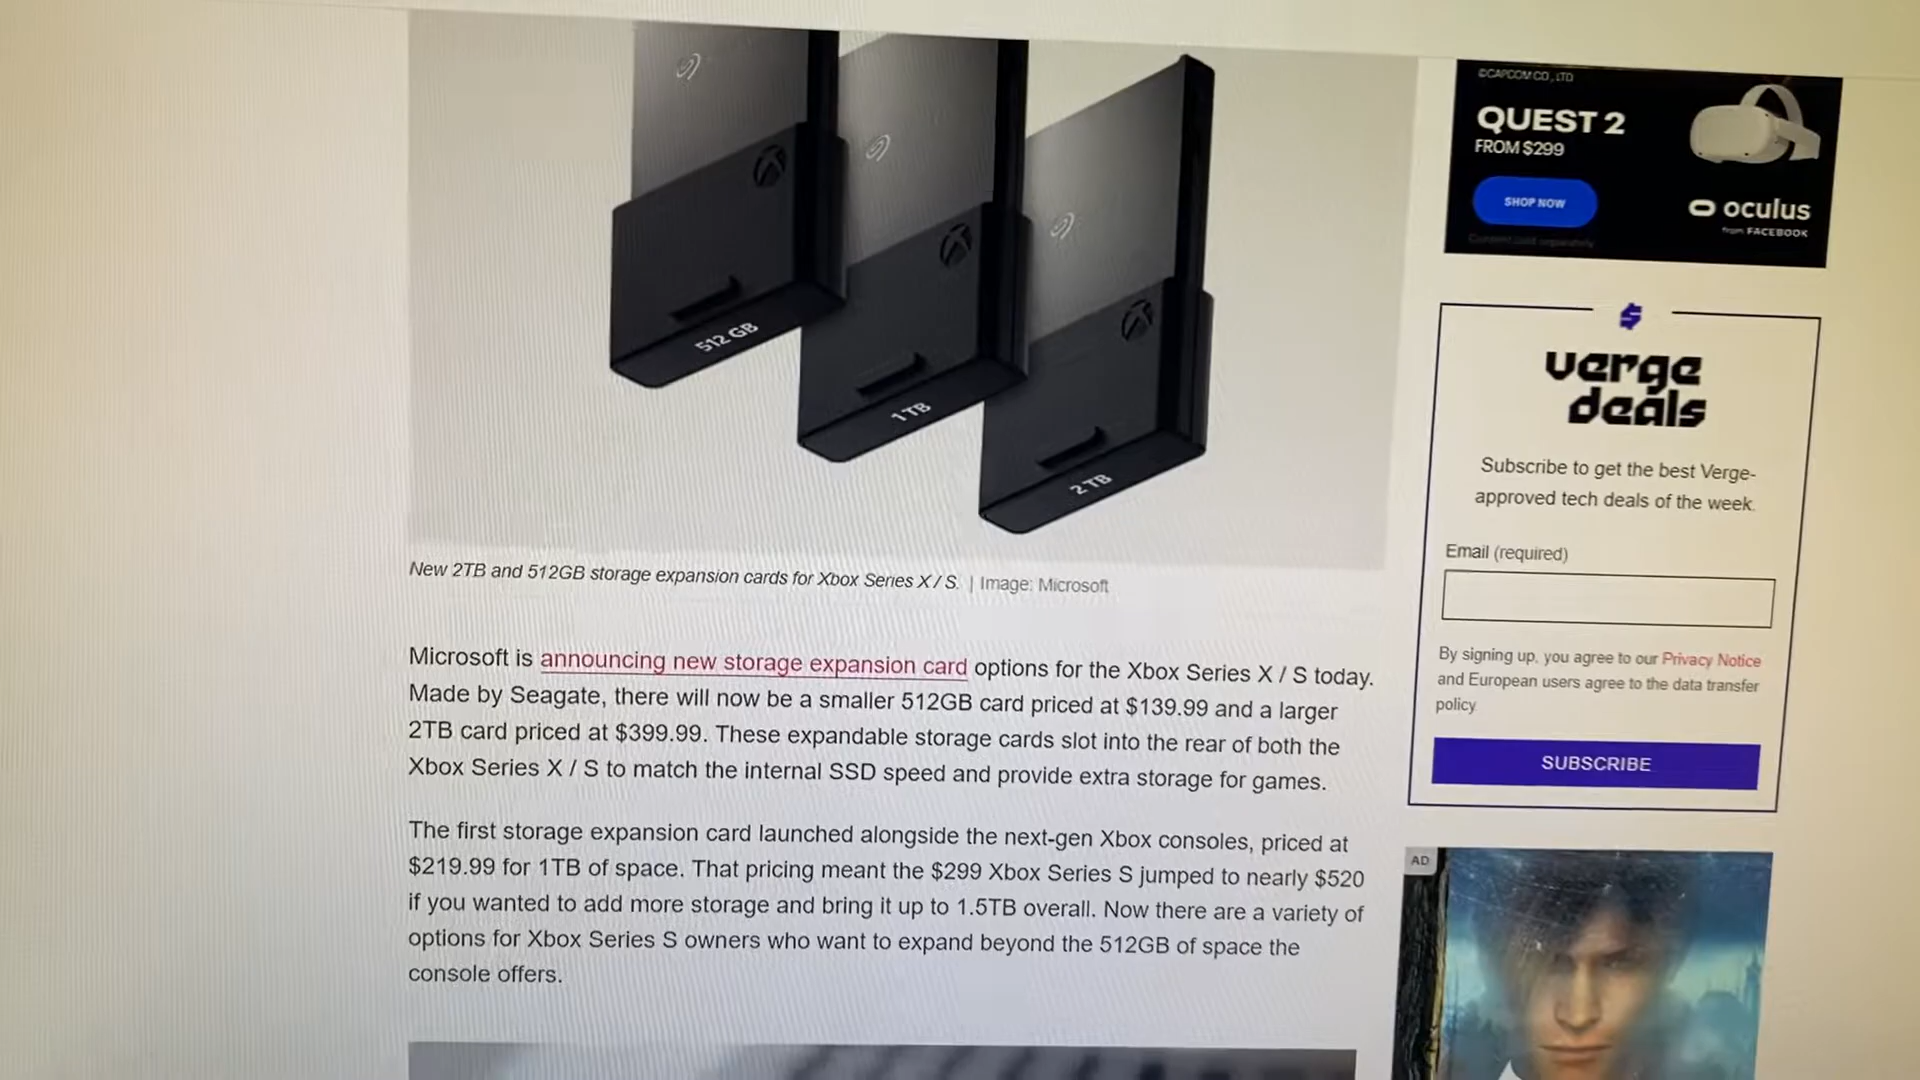 512 GB
1 TB
2 TB
New 2TB and 512GB storage expansion cards for Xbox Series X / S. | Image: Microsoft
Microsoft is announcing new storage expansion card options for the Xbox Series X / S today.
Made by Seagate, there will now be a smaller 512GB card priced at $139.99 and a larger
2TB card priced at $399.99. These expandable storage cards slot into the rear of both the
Xbox Series X / S to match the internal SSD speed and provide extra storage for games.
The first storage expansion card launched alongside the next-gen Xbox consoles, priced at
$219.99 for 1TB of space. That pricing meant the $299 Xbox Series S jumped to nearly $520
if you wanted to add more storage and bring it up to 1.5TB overall. Now there are a variety of
options for Xbox Series S owners who want to expand beyond the 512GB of space the
console offers.
©CAPCOM CO., LTD
QUEST 2
FROM $299
SHOP NOW
oculus
from FACEBOOK
Content sold separately
verge
deals
Subscribe to get the best Verge-
approved tech deals of the week.
Email (required)
By signing up, you agree to our Privacy Notice
and European users agree to the data transfer
policy
SUBSCRIBE
AD